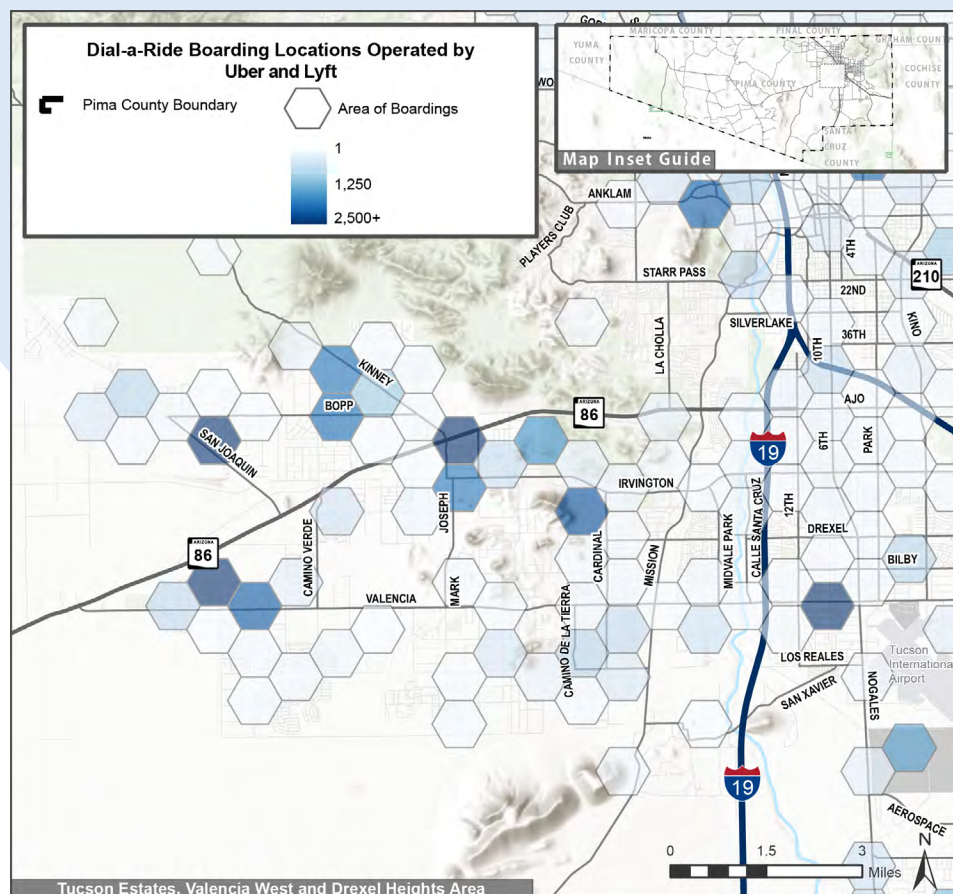 Dial-a-Ride Boarding Locations Operated by
Uber and Lyft
Pima County Boundary
Area of Boardings
1
1,250
2,500+
MARICOPA COUNTY
PINAL COUNTY
GRAHAM COUNTY
YUMA
COUNTY
COCHISE
COUNTY
PIMA COUNTY
SANTA
CRUZ
COUNTY
Map Inset Guide
ANKLAM
PLAYERS CLUB
4TH
STARR PASS
ARIZONA
210
22ND
SILVERLAKE
36TH
KINO
LA CHOLLA
10TH
KINNEY
BOPP
ARIZONA
86
AJO
SAN JOAQUIN
19
6TH
PARK
IRVINGTON
JOSEPH
CALLE SANTA CRUZ
12TH
DREXEL
ARIZONA
86
CAMINO VERDE
CARDINAL
MISSION
MIDVALE PARK
BILBY
MARK
VALENCIA
CAMINO DE LA TIERRA
LOS REALES
Tucson
International
Airport
SAN XAVIER
NOGALES
19
AEROSPACE
0
1.5
3
Miles
N
Tucson Estates, Valencia West and Drexel Heights Area